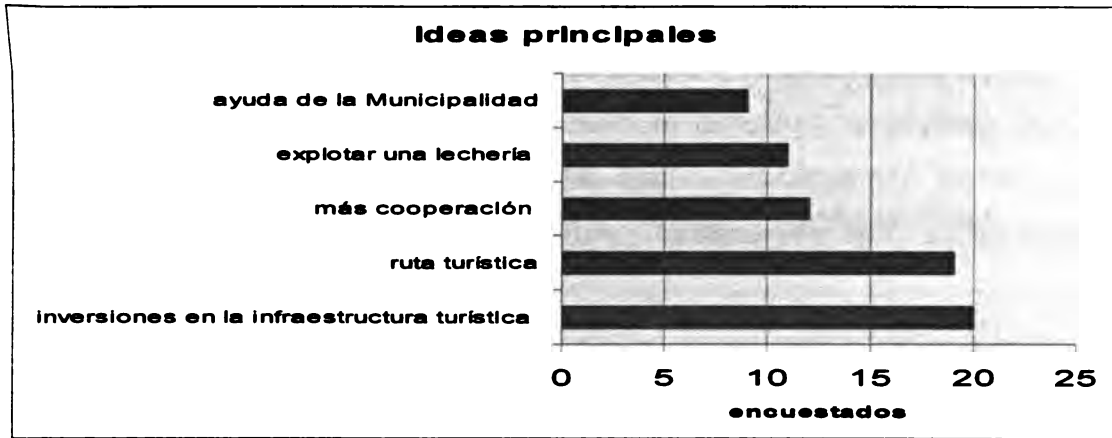 Ideas principales
ayuda de la Municipalidad
explotar una lechería
más cooperación
ruta turística
inversiones en la infraestructura turística
0 5 10 15 20 25
encuestados